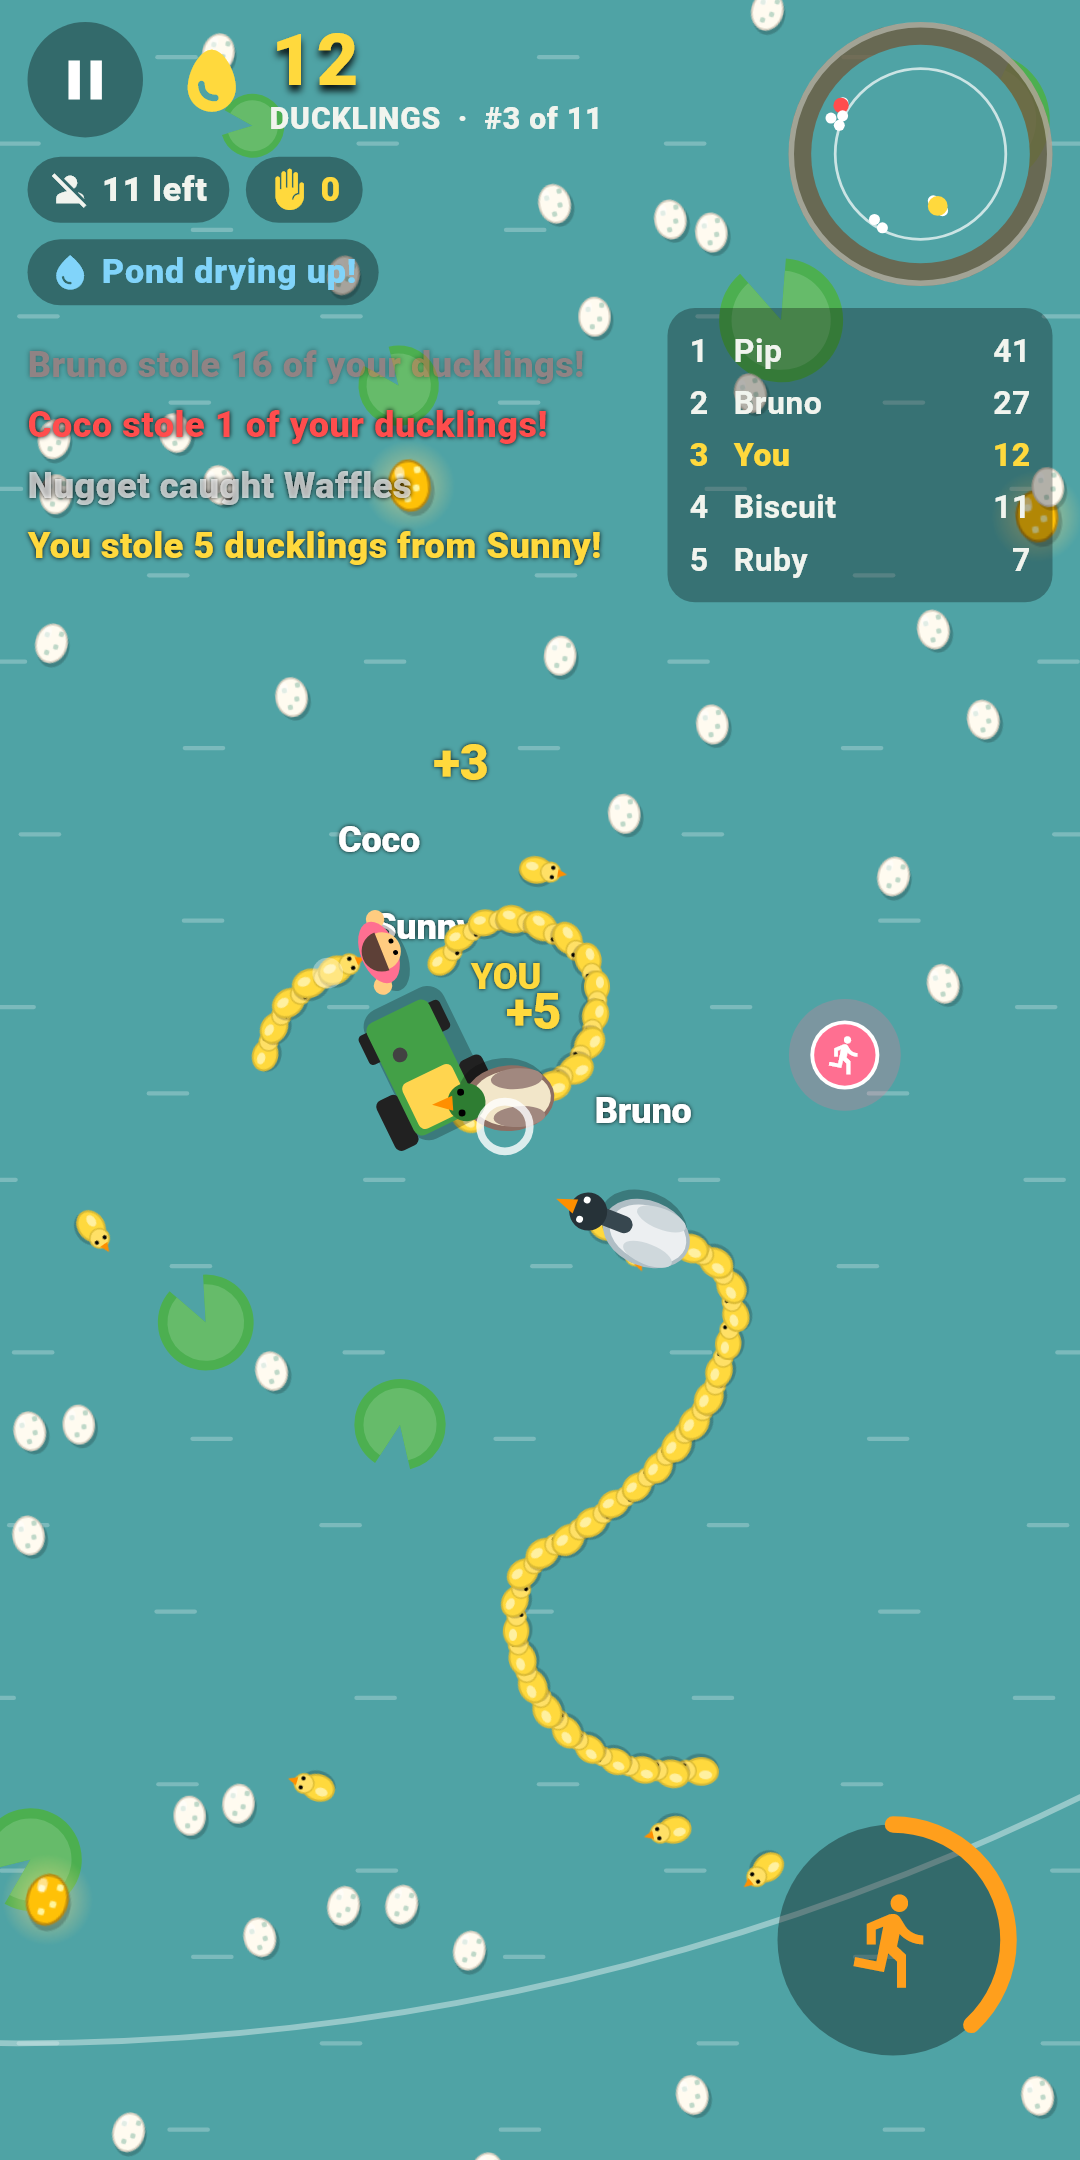 12
DUCKLINGS · #3 of 11
11 left
0
Pond drying up!
Bruno stole 16 of your ducklings!
Coco stole 1 of your ducklings!
Nugget caught Waffles
You stole 5 ducklings from Sunny!
1 Pip 41
2 Bruno 27
3 You 12
4 Biscuit 11
5 Ruby 7
+3
Coco
Sunny
YOU
+5
Bruno